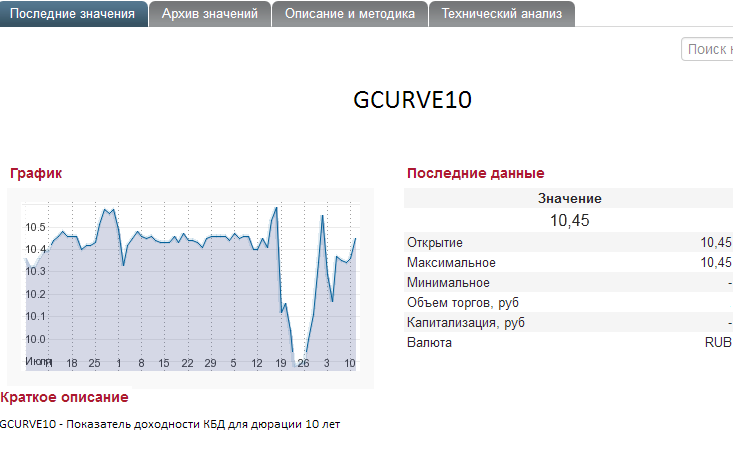 Последние значения Архив значений Описание и методика Технический анализ
Поиск
GCURVE10
График
10.5
10.4
10.3
10.2
10.1
10.0
Июля 11 18 25 1 8 15 22 29 5 12 19 26 3 10
Последние данные
Значение
10,45
Открытие 10,45
Максимальное 10,45
Минимальное -
Объем торгов, руб
Капитализация, руб -
Валюта RUB
Краткое описание
GCURVE10 - Показатель доходности КБД для дюрации 10 лет